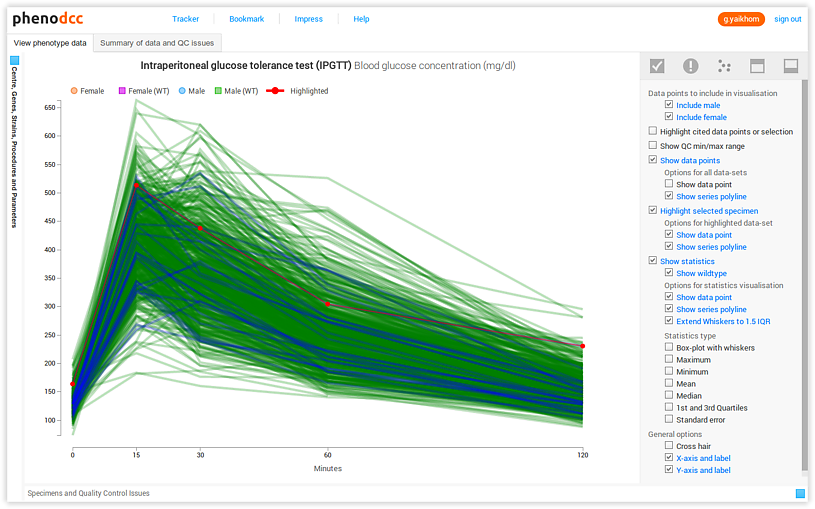 phenodcc
Tracker Bookmark Impress Help
g.yaikhom sign out
View phenotype data Summary of data and QC issues
Centre, Genes, Strains, Procedures and Parameters
Intraperitoneal glucose tolerance test (IPGTT) Blood glucose concentration (mg/dl)
Female Female (WT) Male Male (WT) Highlighted
650
600
550
500
450
400
350
300
250
200
150
100
0 15 30 60 120
Minutes
Data points to include in visualisation
Include male
Include female
Highlight cited data points or selection
Show QC min/max range
Show data points
Options for all data-sets
Show data point
Show series polyline
Highlight selected specimen
Options for highlighted data-set
Show data point
Show series polyline
Show statistics
Show wildtype
Options for statistics visualisation
Show data point
Show series polyline
Extend Whiskers to 1.5 IQR
Statistics type
Box-plot with whiskers
Maximum
Minimum
Mean
Median
1st and 3rd Quartiles
Standard error
General options
Cross hair
X-axis and label
Y-axis and label
Specimens and Quality Control Issues